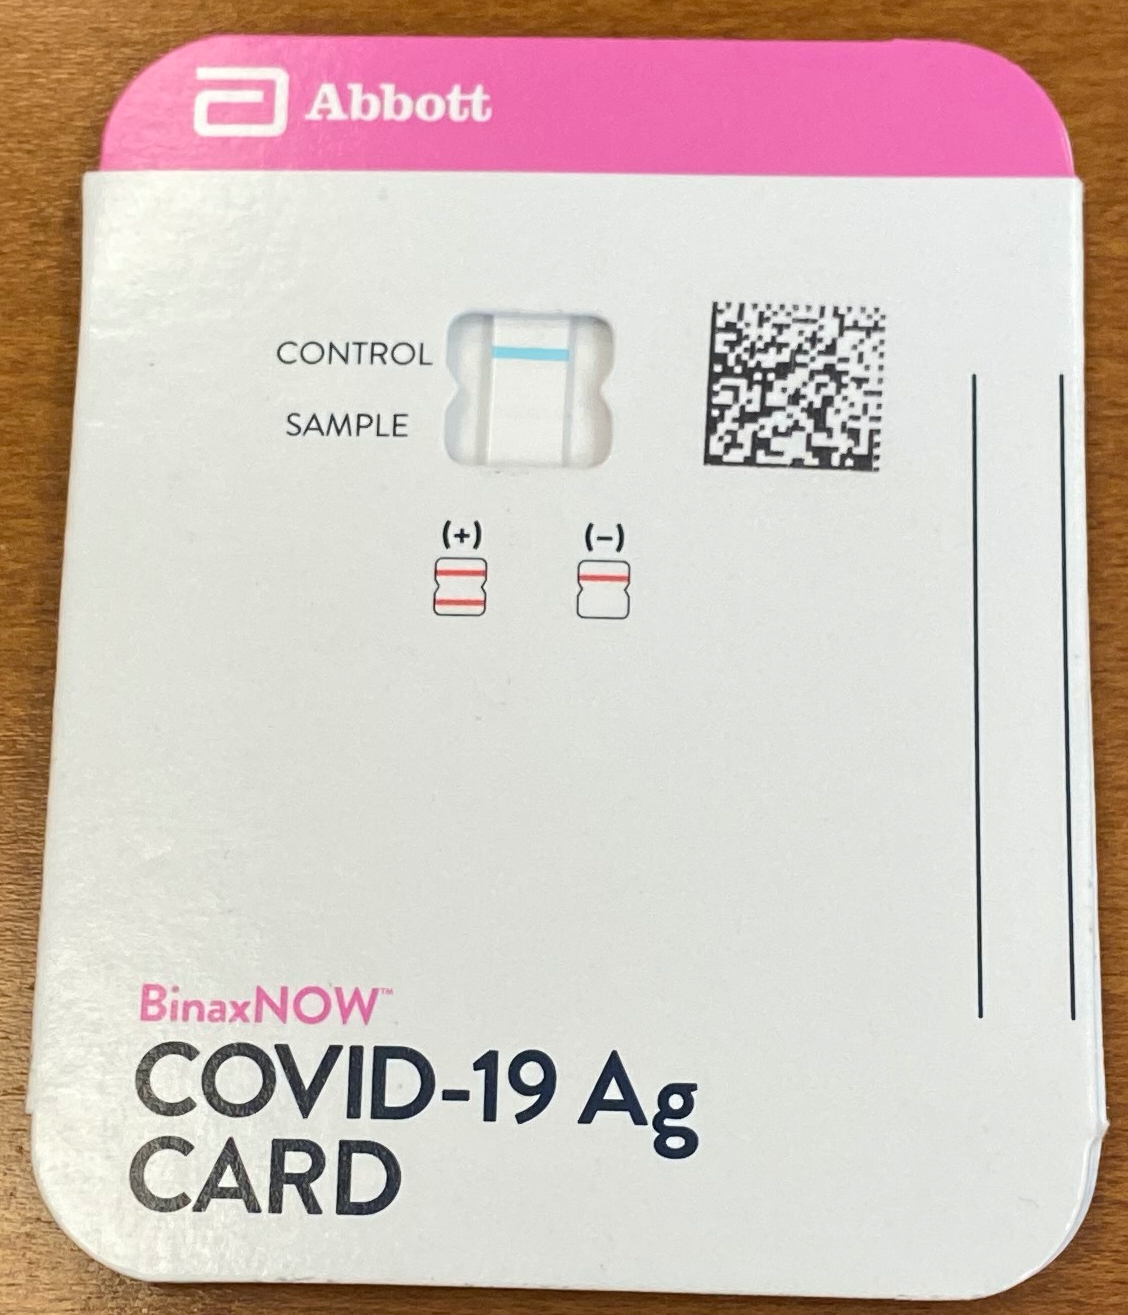 Abbott
CONTROL
SAMPLE
(+) (-)
BinaxNOW™
COVID-19 Ag
CARD